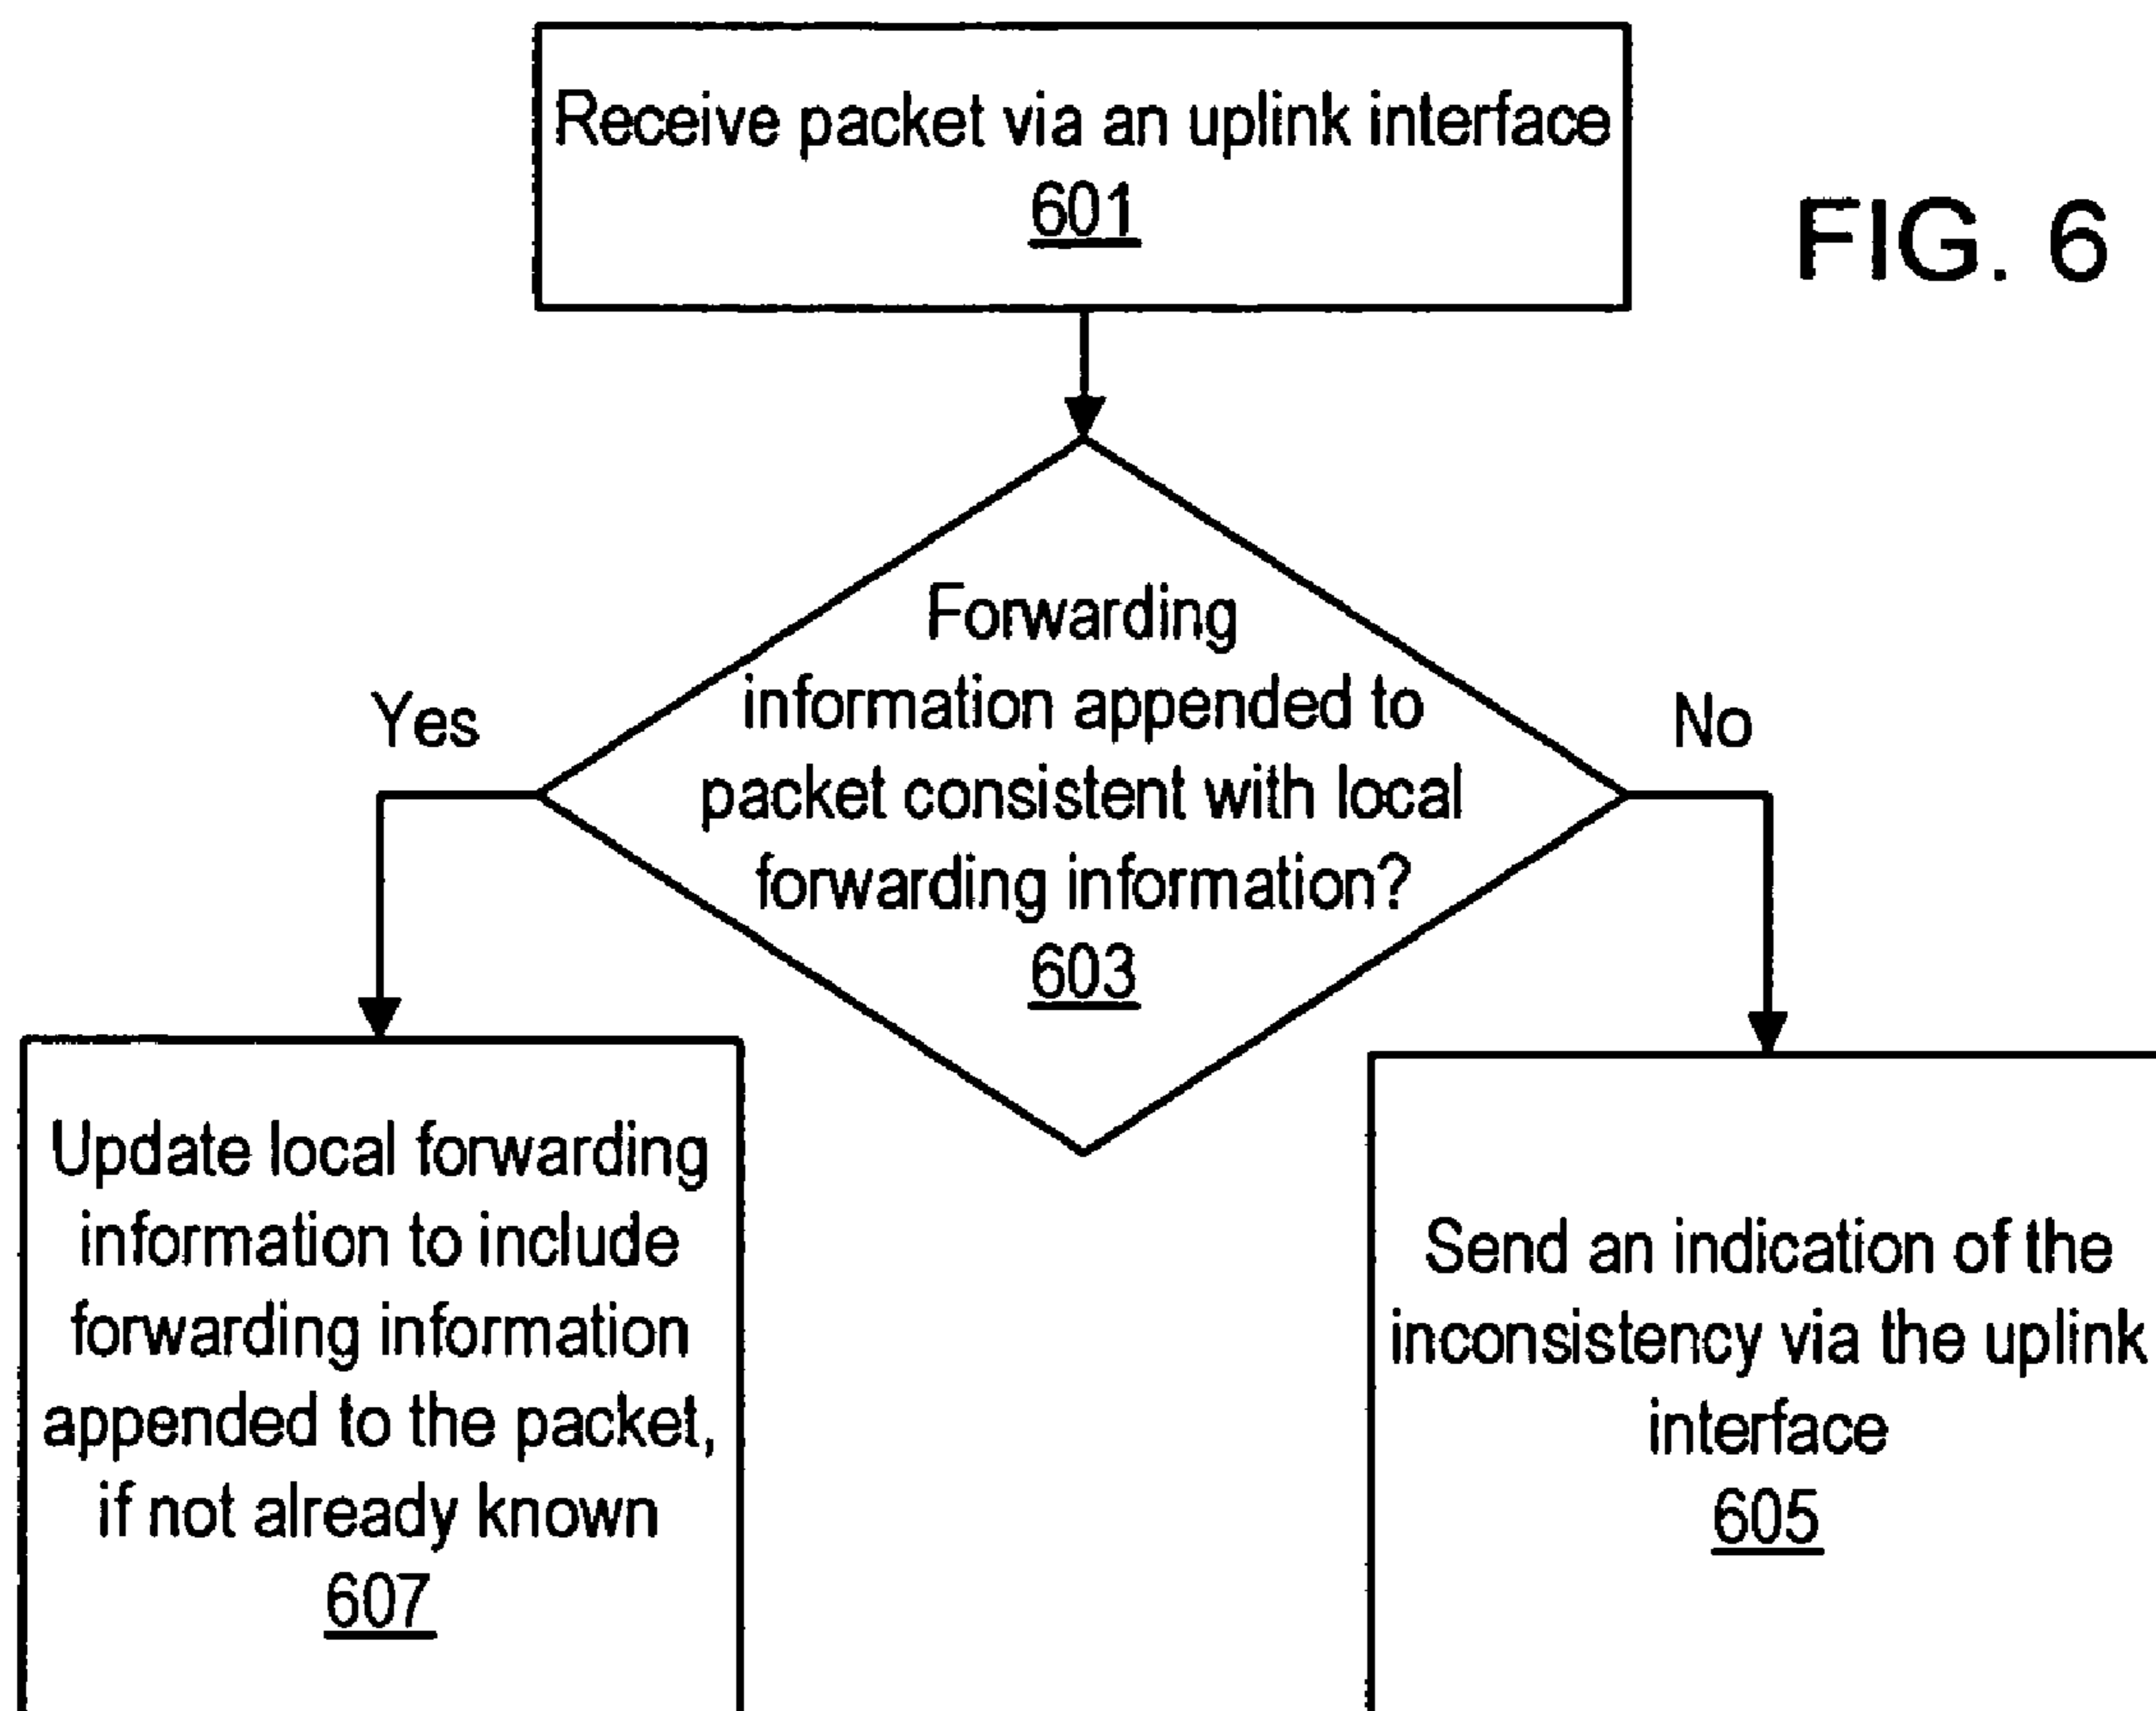 Receive packet via an uplink interface
601
FIG. 6
Forwarding
information appended to
packet consistent with local
forwarding information?
603
Yes
No
Update local forwarding
information to include
forwarding information
appended to the packet,
if not already known
607
Send an indication of the
inconsistency via the uplink
interface
605